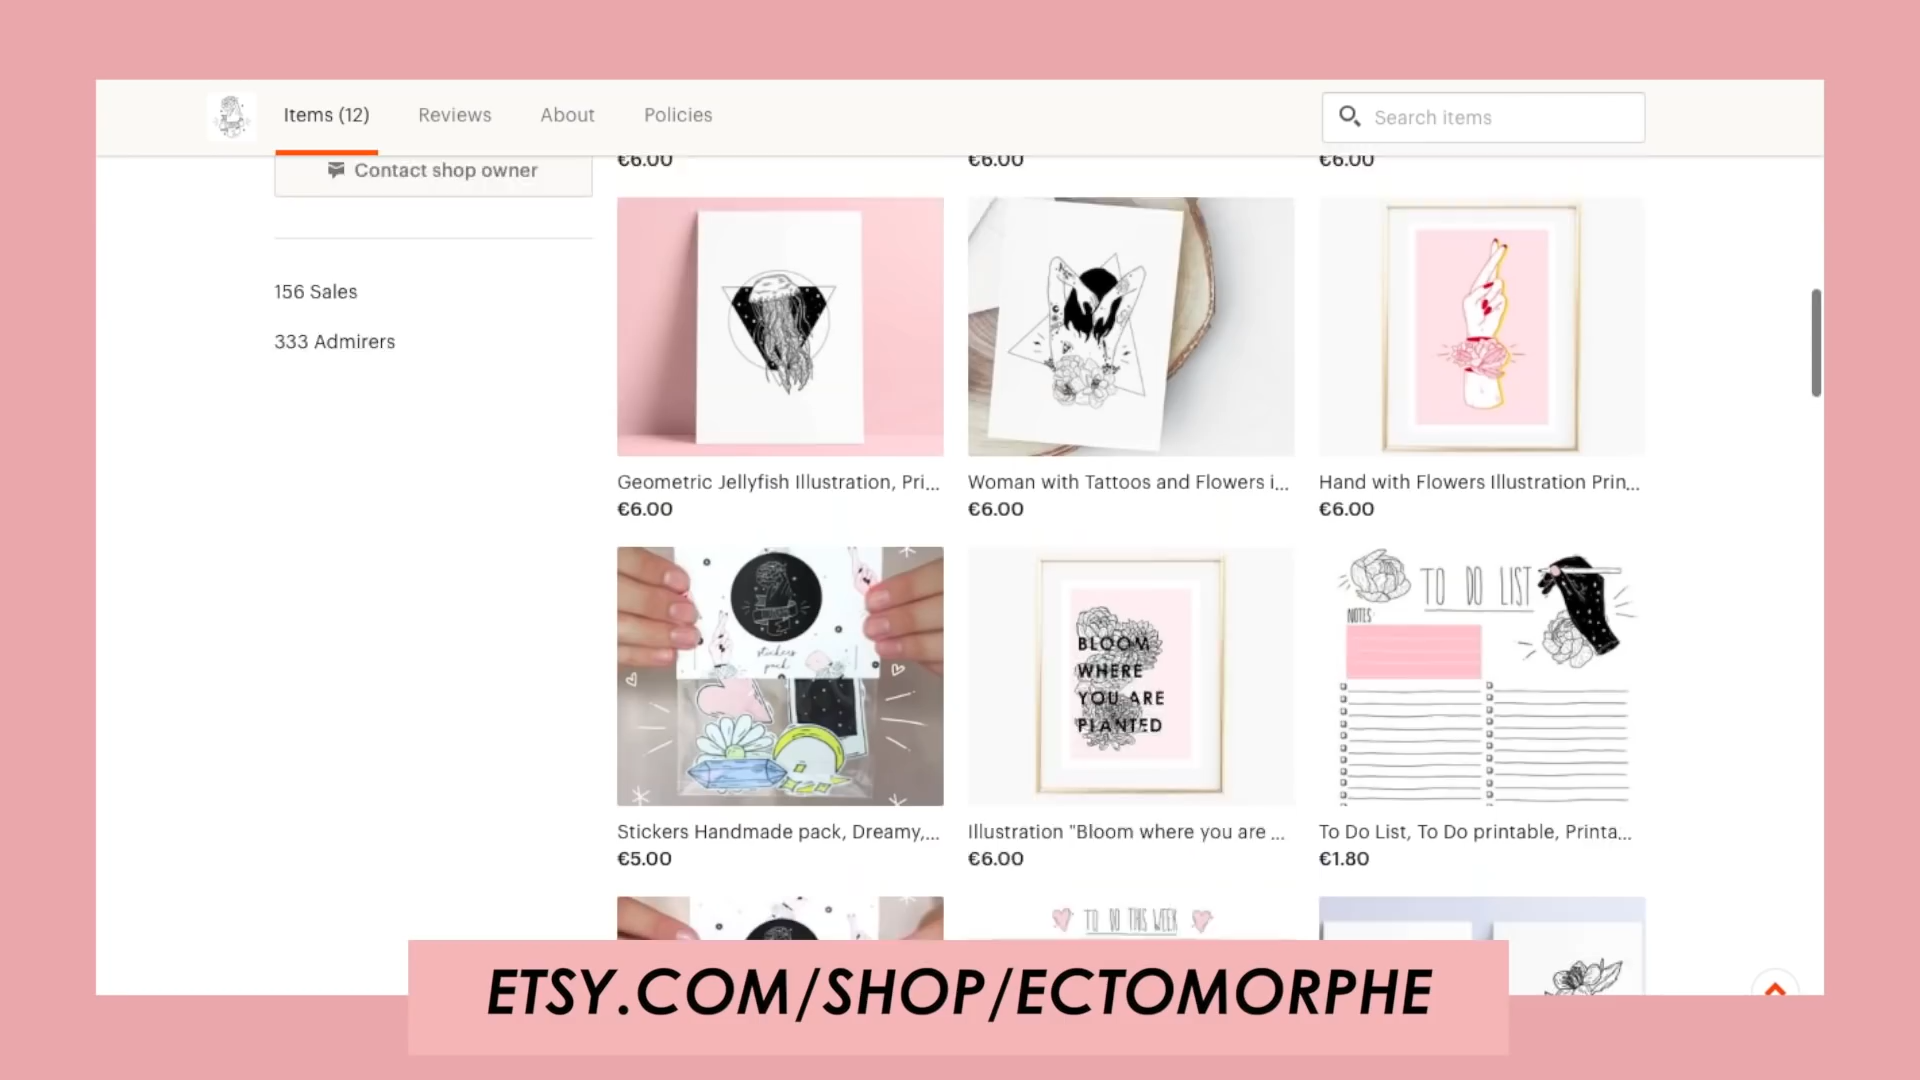 Items (12)
Reviews
About
Policies
Search items
Contact shop owner
€6.00
€6.00
€6.00
156 Sales
333 Admirers
Geometric Jellyfish Illustration, Pri...
€6.00
Woman with Tattoos and Flowers i...
€6.00
Hand with Flowers Illustration Prin...
€6.00
stickers
pack
BLOOM
WHERE
YOU ARE
PLANTED
TO DO LIST
NOTES
Stickers Handmade pack, Dreamy,...
€5.00
Illustration "Bloom where you are ...
€6.00
To Do List, To Do printable, Printa...
€1.80
TO DO THIS WEEK
ETSY.COM/SHOP/ECTOMORPHE